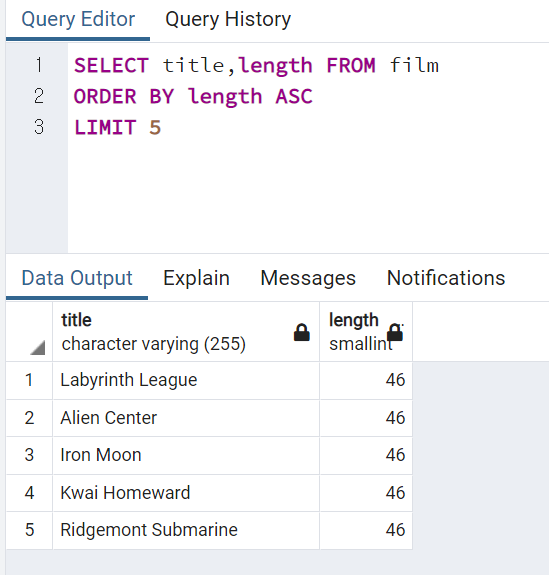 Query Editor Query History
1 SELECT title,length FROM film
2 ORDER BY length ASC
3 LIMIT 5
Data Output Explain Messages Notifications
title length
character varying (255) smallint
1 Labyrinth League 46
2 Alien Center 46
3 Iron Moon 46
4 Kwai Homeward 46
5 Ridgemont Submarine 46